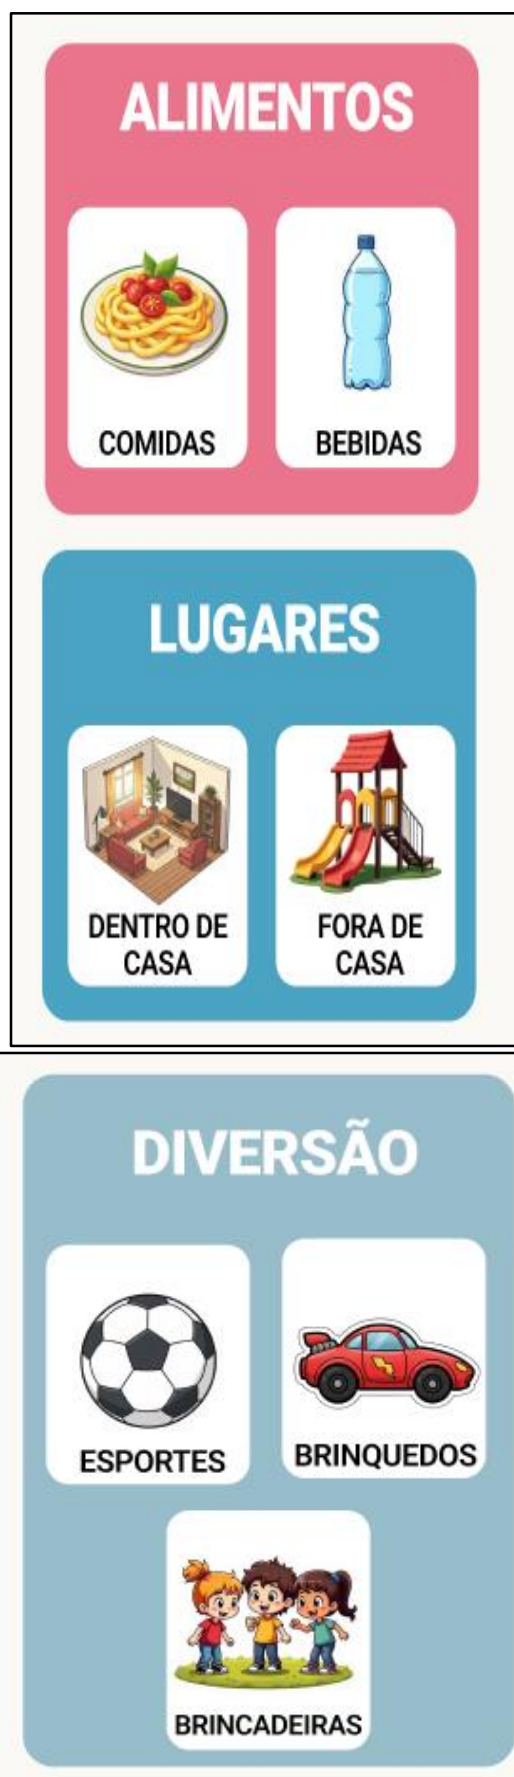 ALIMENTOS
COMIDAS
BEBIDAS
LUGARES
DENTRO DE
CASA
FORA DE
CASA
DIVERSÃO
ESPORTES
BRINQUEDOS
BRINCADEIRAS